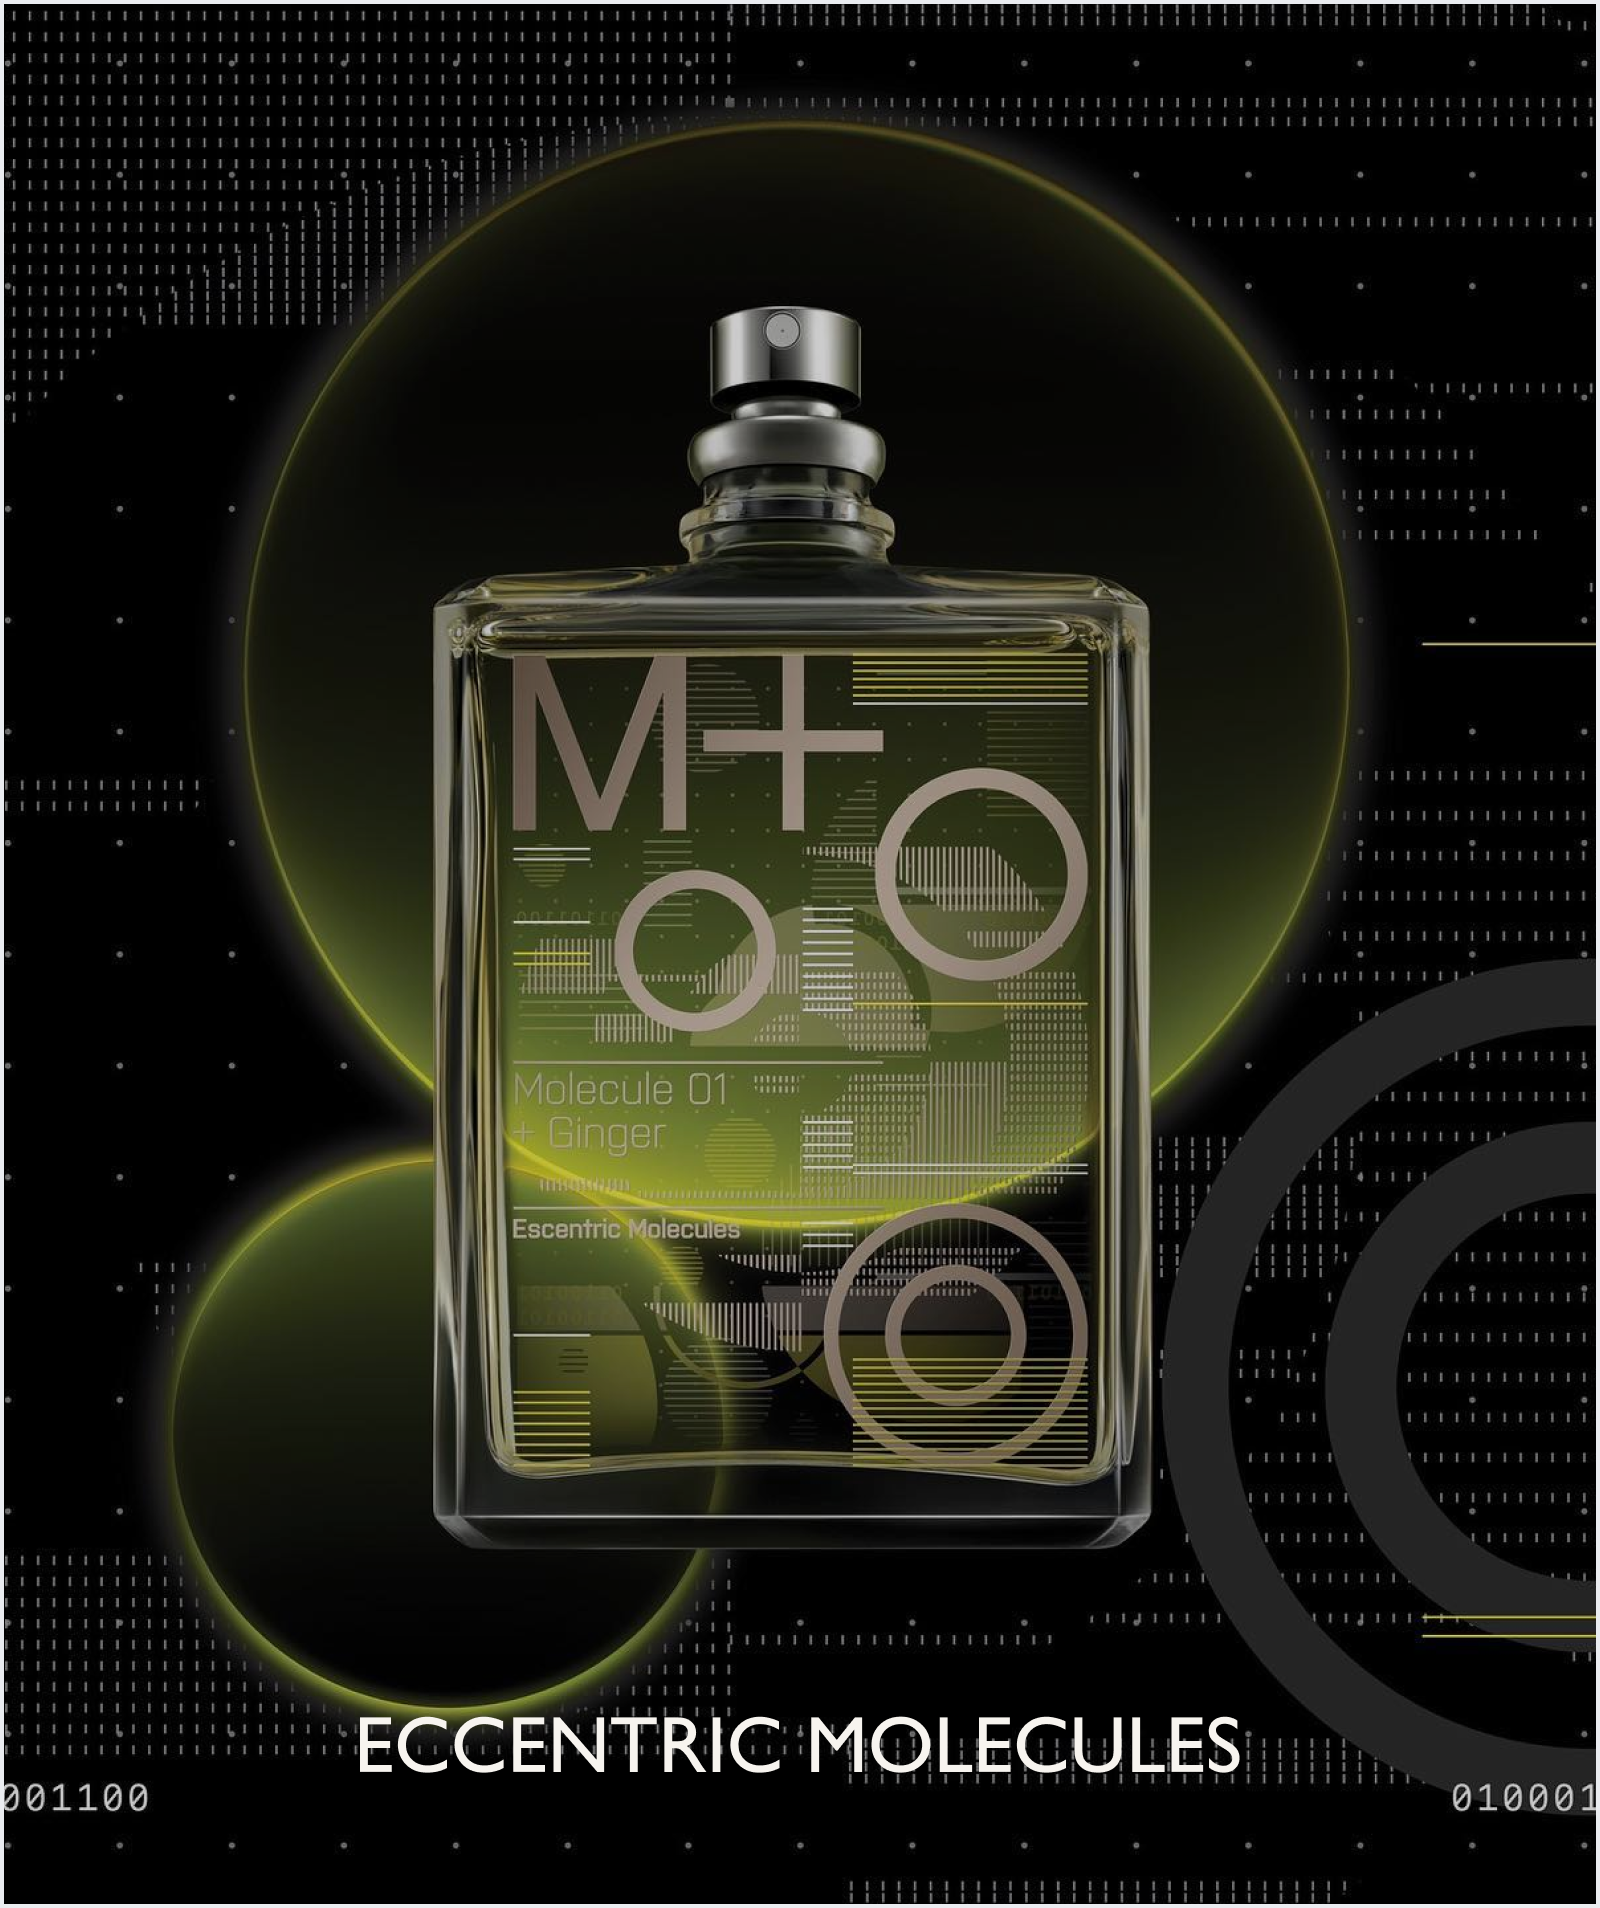 M+
Molecule 01
+ Ginger
Escentric Molecules
ECCENTRIC MOLECULES
001100
010001